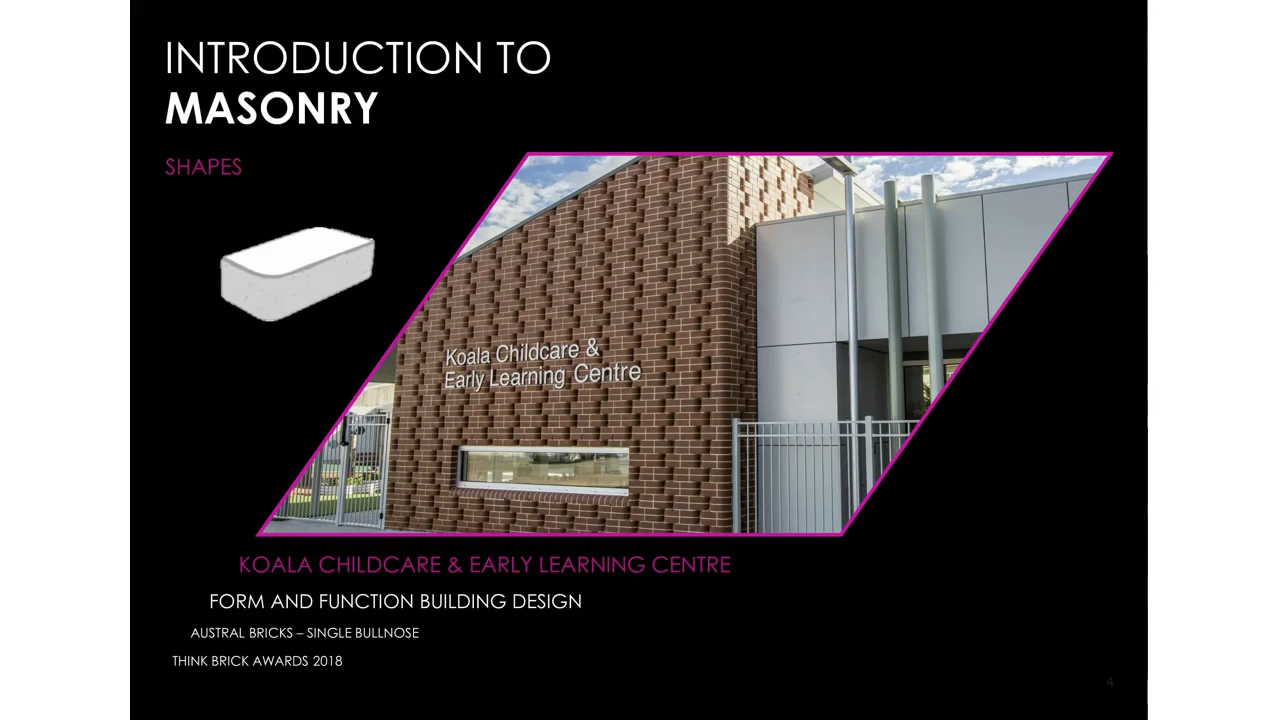 INTRODUCTION TO
MASONRY
SHAPES
Koala Childcare &
Early Learning Centre
KOALA CHILDCARE & EARLY LEARNING CENTRE
FORM AND FUNCTION BUILDING DESIGN
AUSTRAL BRICKS – SINGLE BULLNOSE
THINK BRICK AWARDS 2018
4